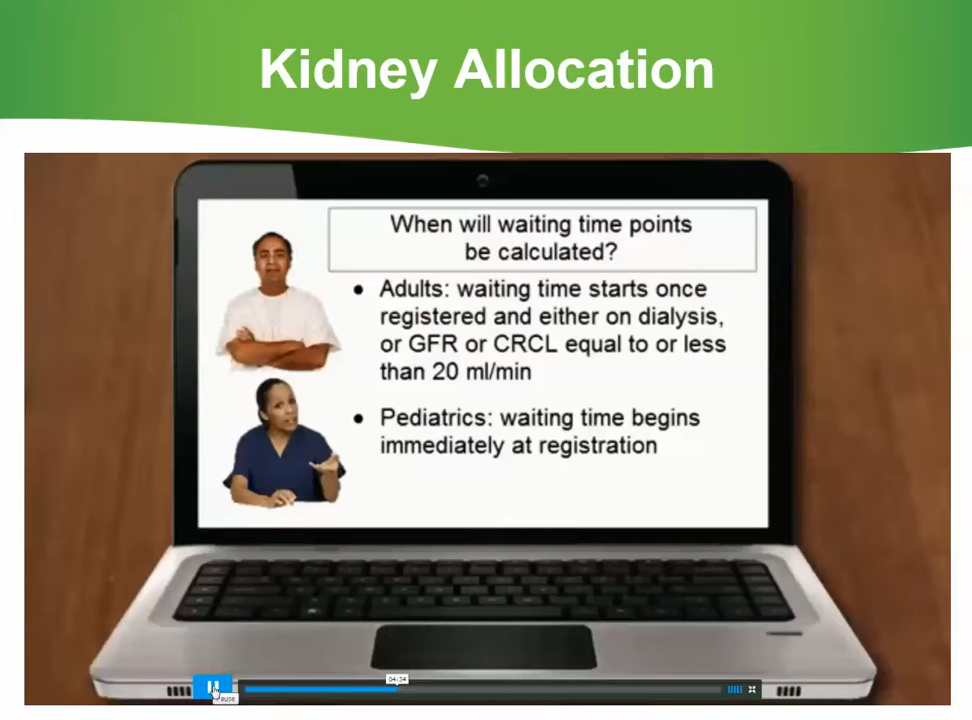 Kidney Allocation
When will waiting time points
be calculated?
● Adults: waiting time starts once
registered and either on dialysis,
or GFR or CRCL equal to or less
than 20 ml/min
● Pediatrics: waiting time begins
immediately at registration
04:34
Pause